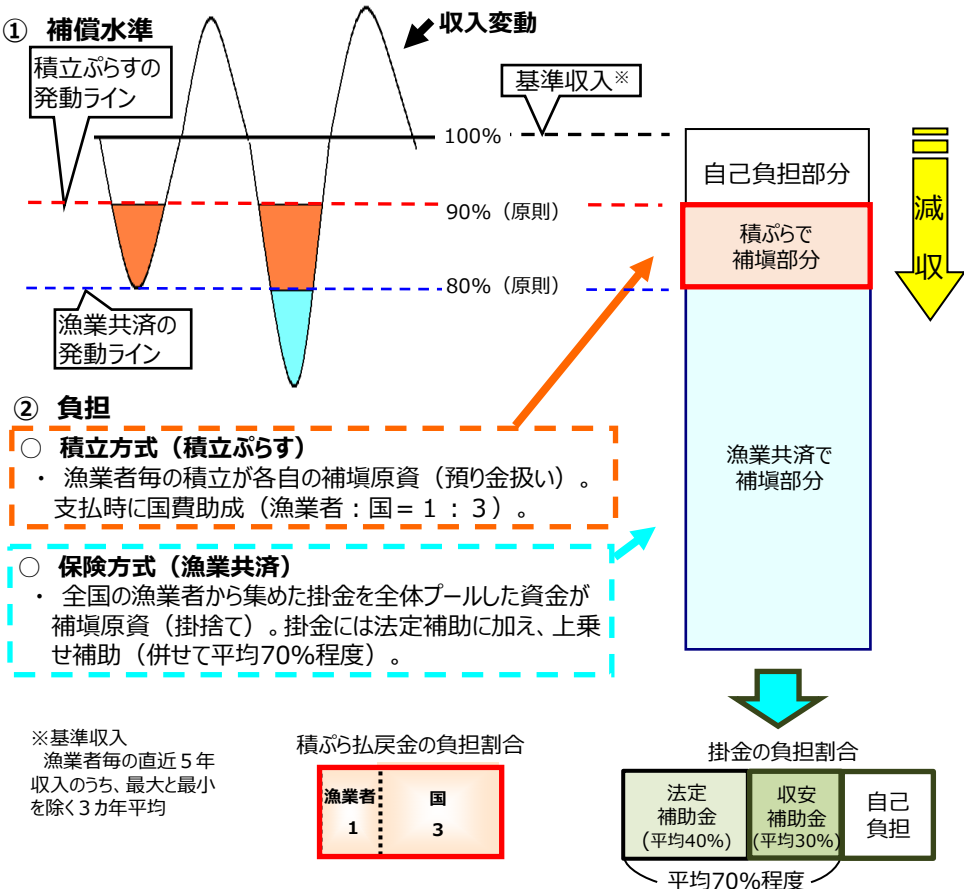 ① 補償水準
収入変動
積立ぷらすの
発動ライン
基準収入※
100%
自己負担部分
減
収
90%（原則）
積ぷらで
補塡部分
80%（原則）
漁業共済の
発動ライン
漁業共済で
補塡部分
② 負担
○ 積立方式（積立ぷらす）
・ 漁業者毎の積立が各自の補塡原資（預り金扱い）。
支払時に国費助成（漁業者：国＝１：３）。
○ 保険方式（漁業共済）
・ 全国の漁業者から集めた掛金を全体プールした資金が
補塡原資（掛捨て）。掛金には法定補助に加え、上乗
せ補助（併せて平均70%程度）。
※基準収入
漁業者毎の直近５年
収入のうち、最大と最小
を除く３カ年平均
積ぷら払戻金の負担割合
漁業者
1
国
3
掛金の負担割合
法定
補助金
(平均40%)
収安
補助金
(平均30%)
自己
負担
平均70%程度